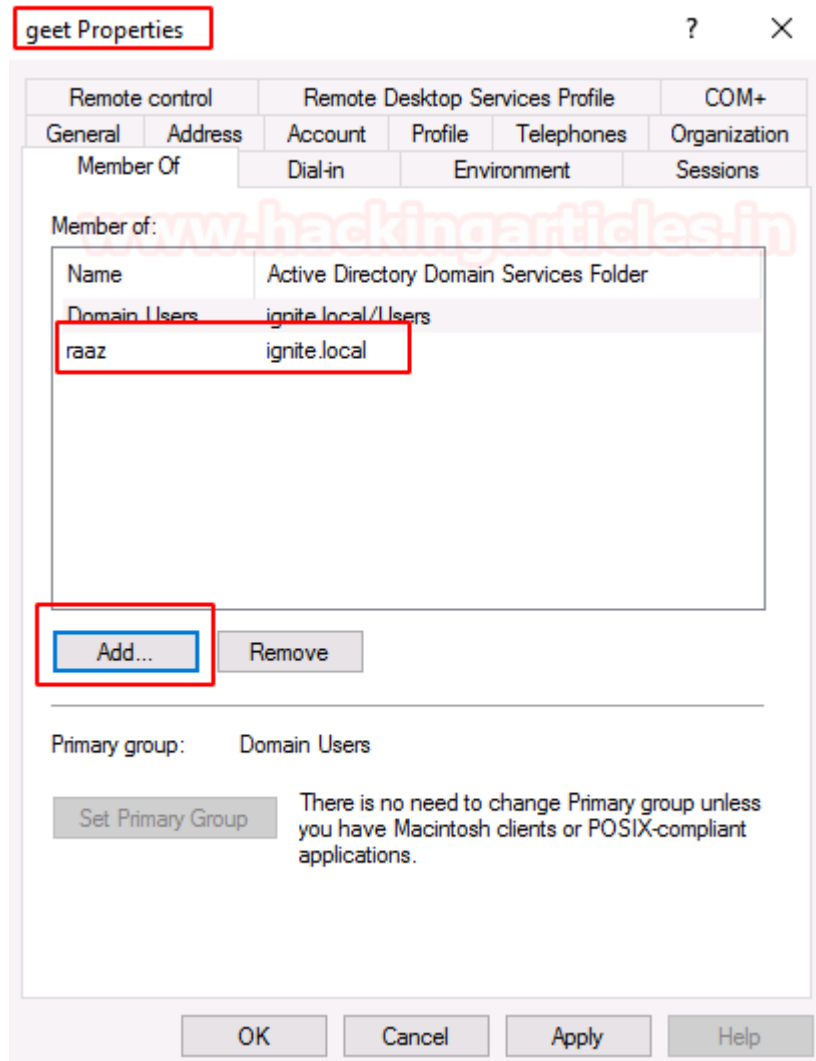 geet Properties ? ×
Remote control Remote Desktop Services Profile COM+
General Address Account Profile Telephones Organization
Member Of Dial-in Environment Sessions
www.hackingarticles.in
Member of:
Name Active Directory Domain Services Folder
Domain Users ignite.local/Users
raaz ignite.local
Add... Remove
Primary group: Domain Users
Set Primary Group There is no need to change Primary group unless
you have Macintosh clients or POSIX-compliant
applications.
OK Cancel Apply Help